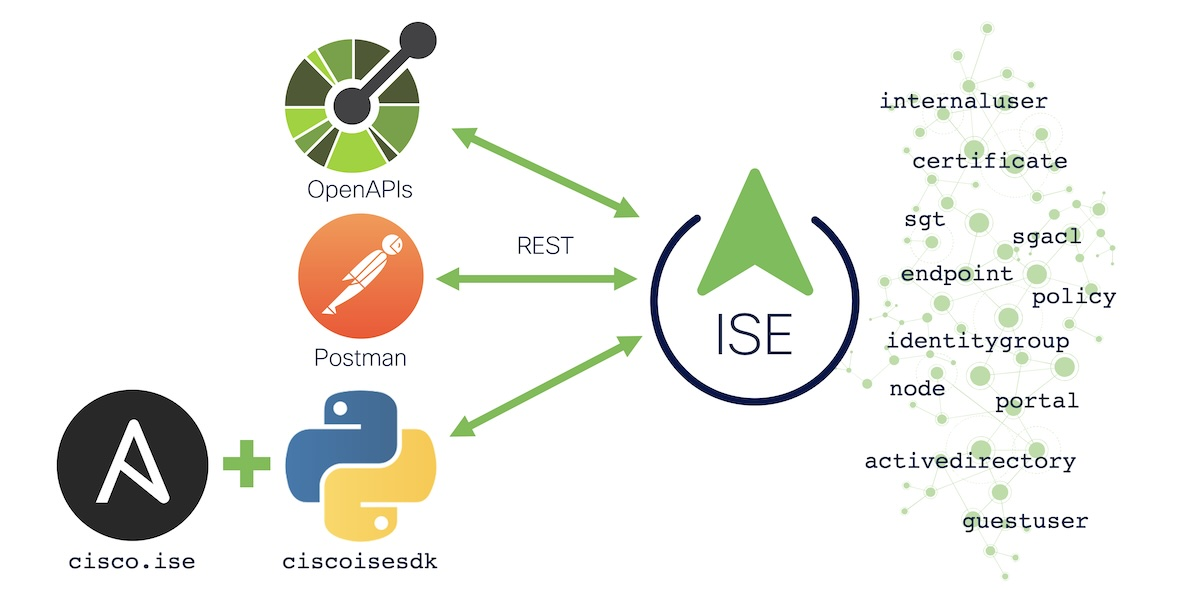 OpenAPIs
REST
Postman
cisco.ise
ciscoisesdk
ISE
internaluser
certificate
sgt
sgacl
endpoint
policy
identitygroup
node
portal
activedirectory
guestuser